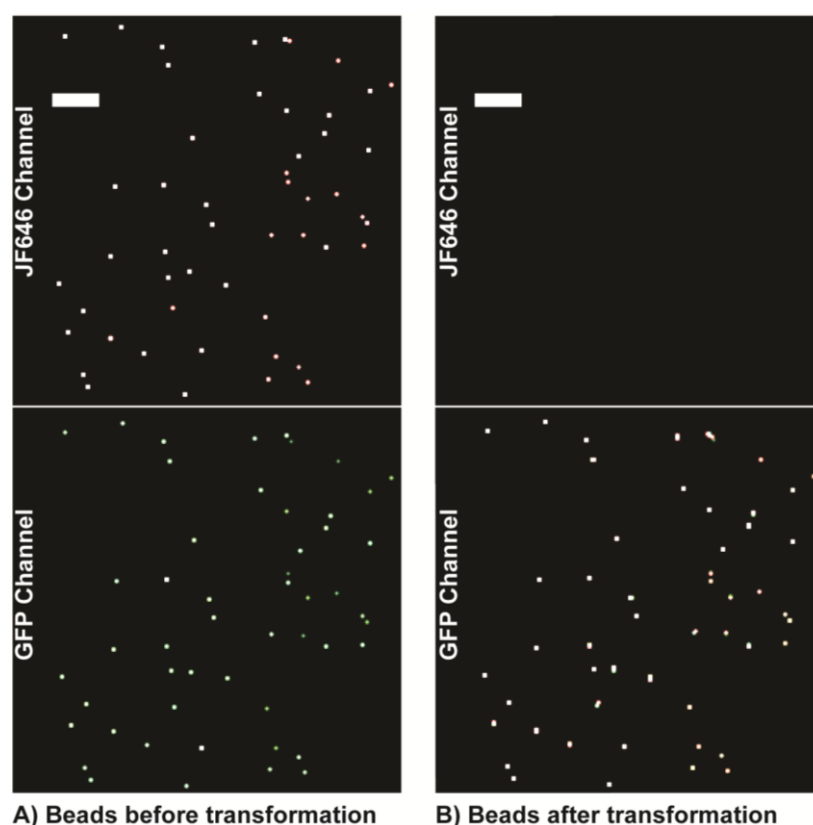 JF646 Channel
JF646 Channel
GFP Channel
GFP Channel
A) Beads before transformation
B) Beads after transformation